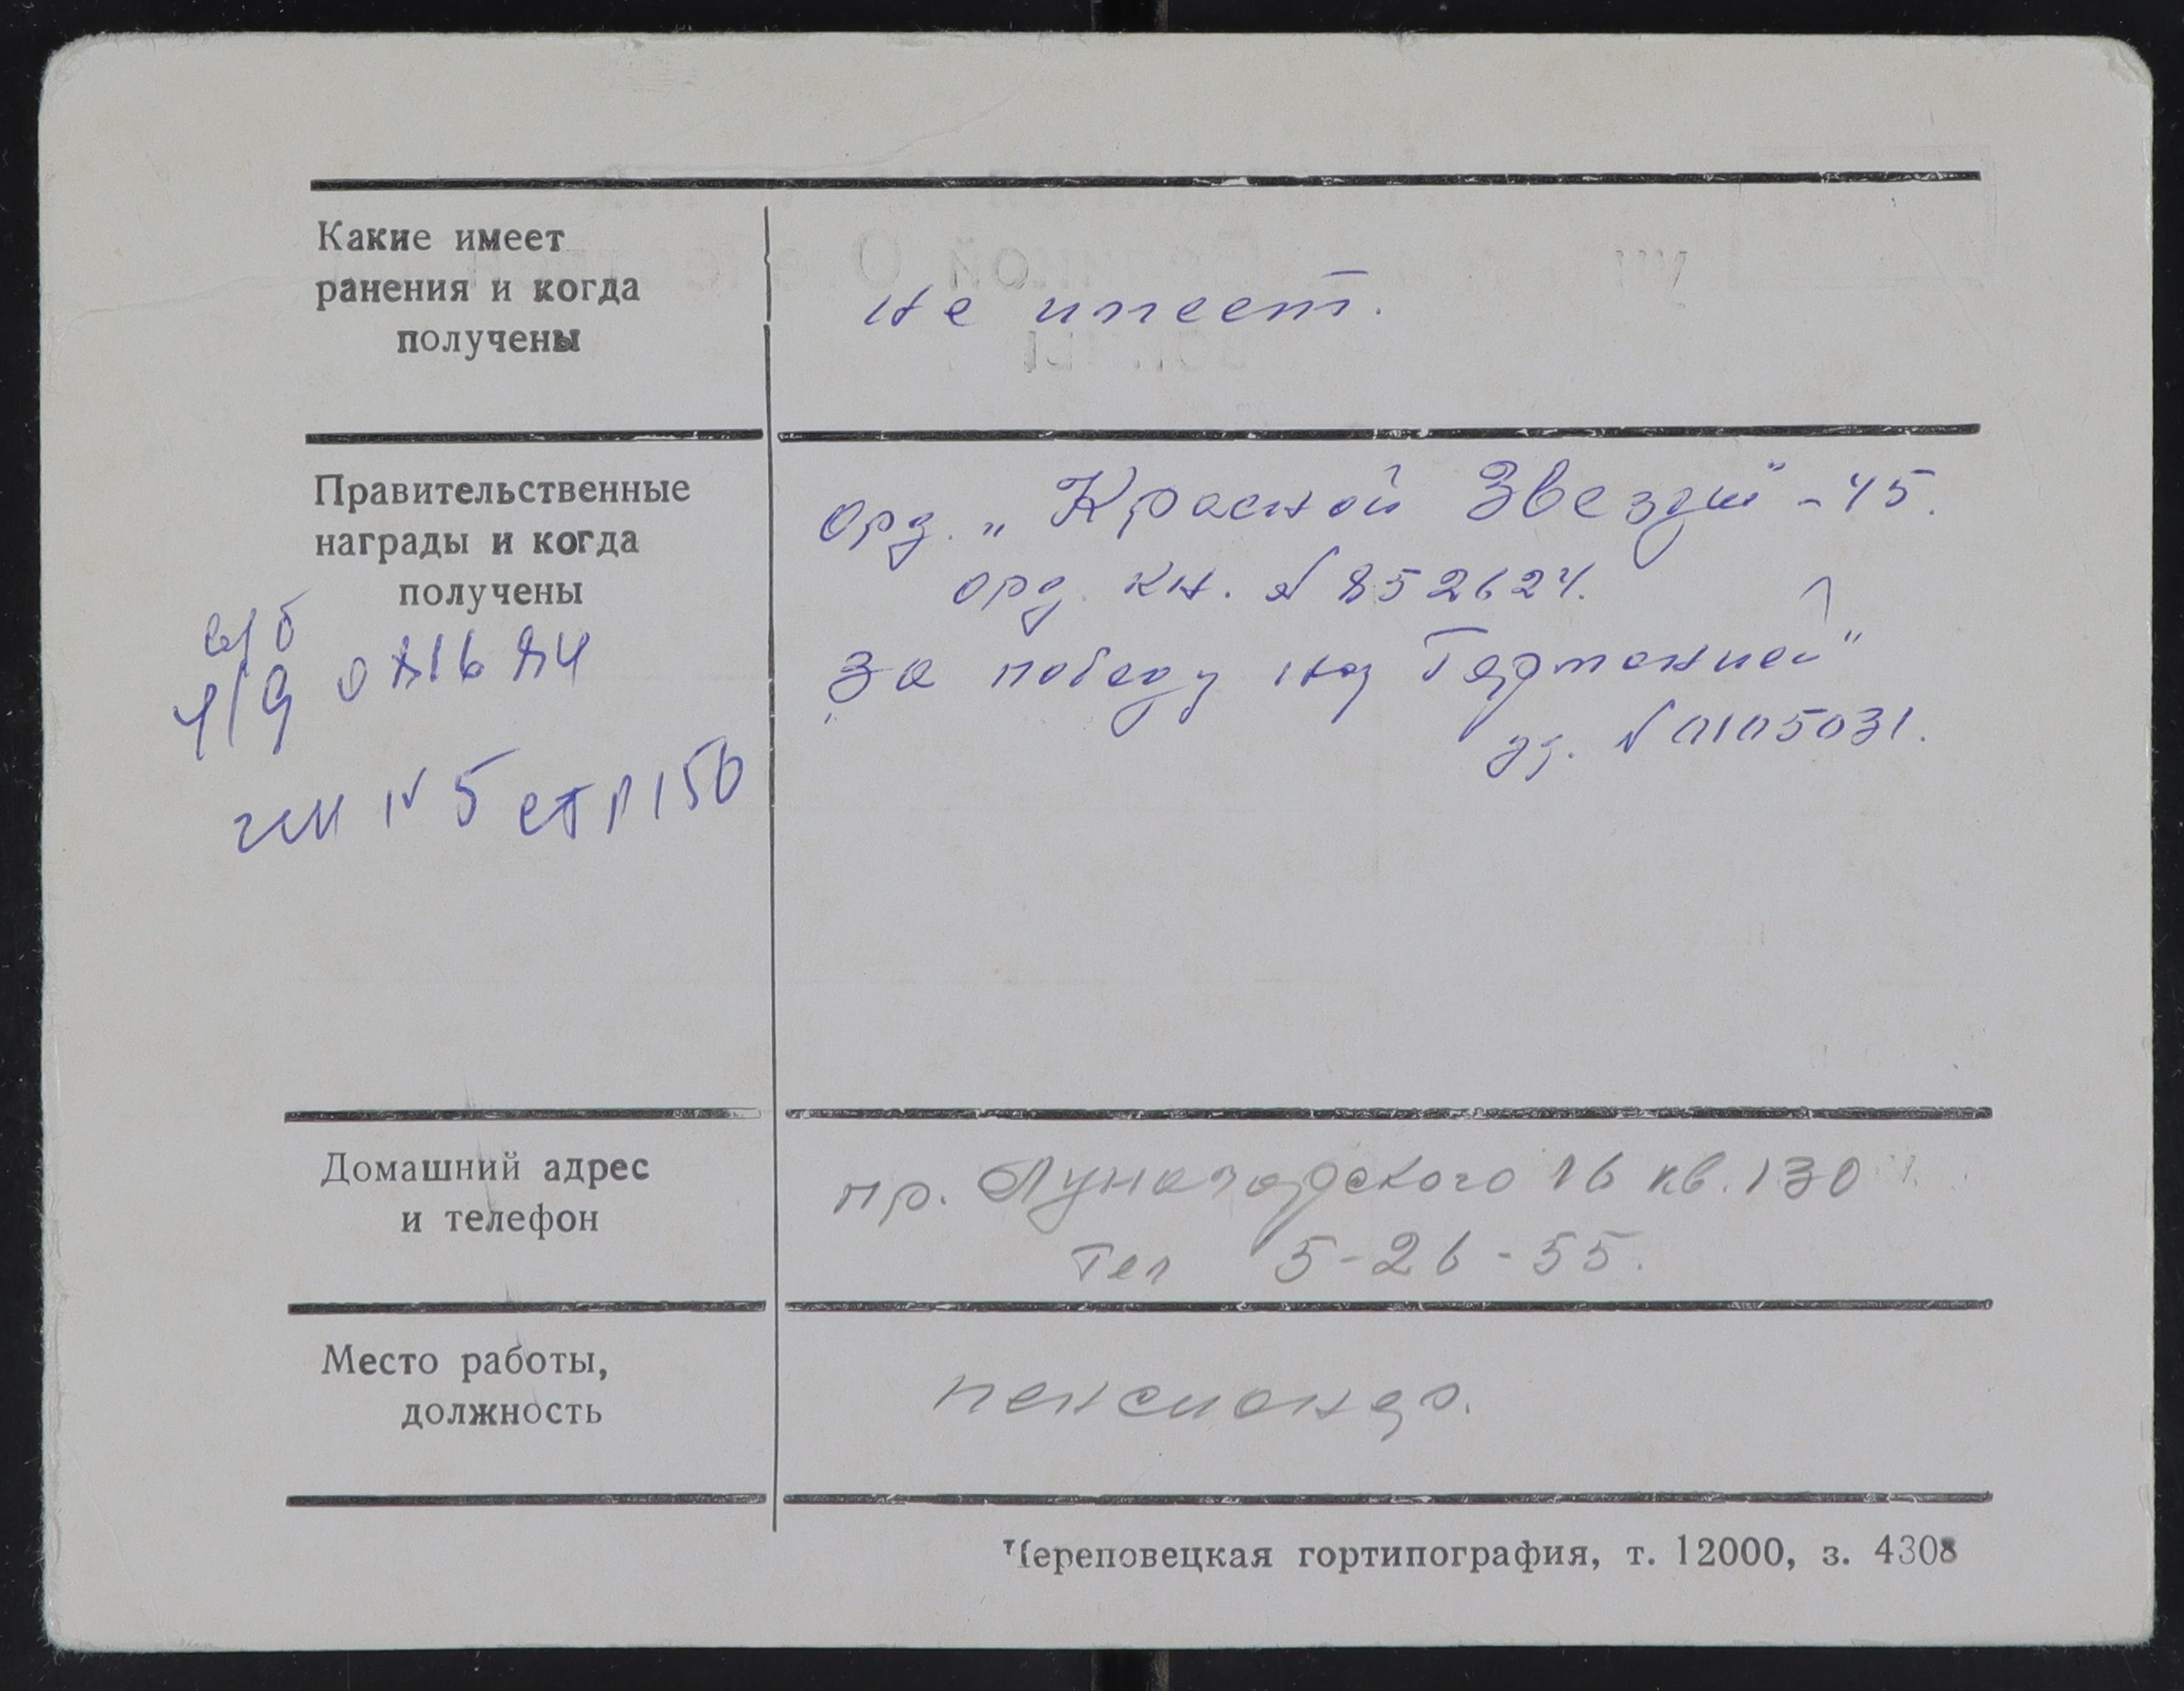 Какие имеет
ранения и когда
получены
не имеет.
Правительственные
награды и когда
получены
орд. „Красной Звезды" - 45.
орд. кн. № 852624.
„За победу над Германией"
уд. № 0105031.
с/б
у/д
стр 150
Домашний адрес
и телефон
пр. Луначарского 16 кв. 130
Тел 5-26-55.
Место работы,
должность
пенсионер.
Череповецкая гортипография, т. 12000, з. 4308